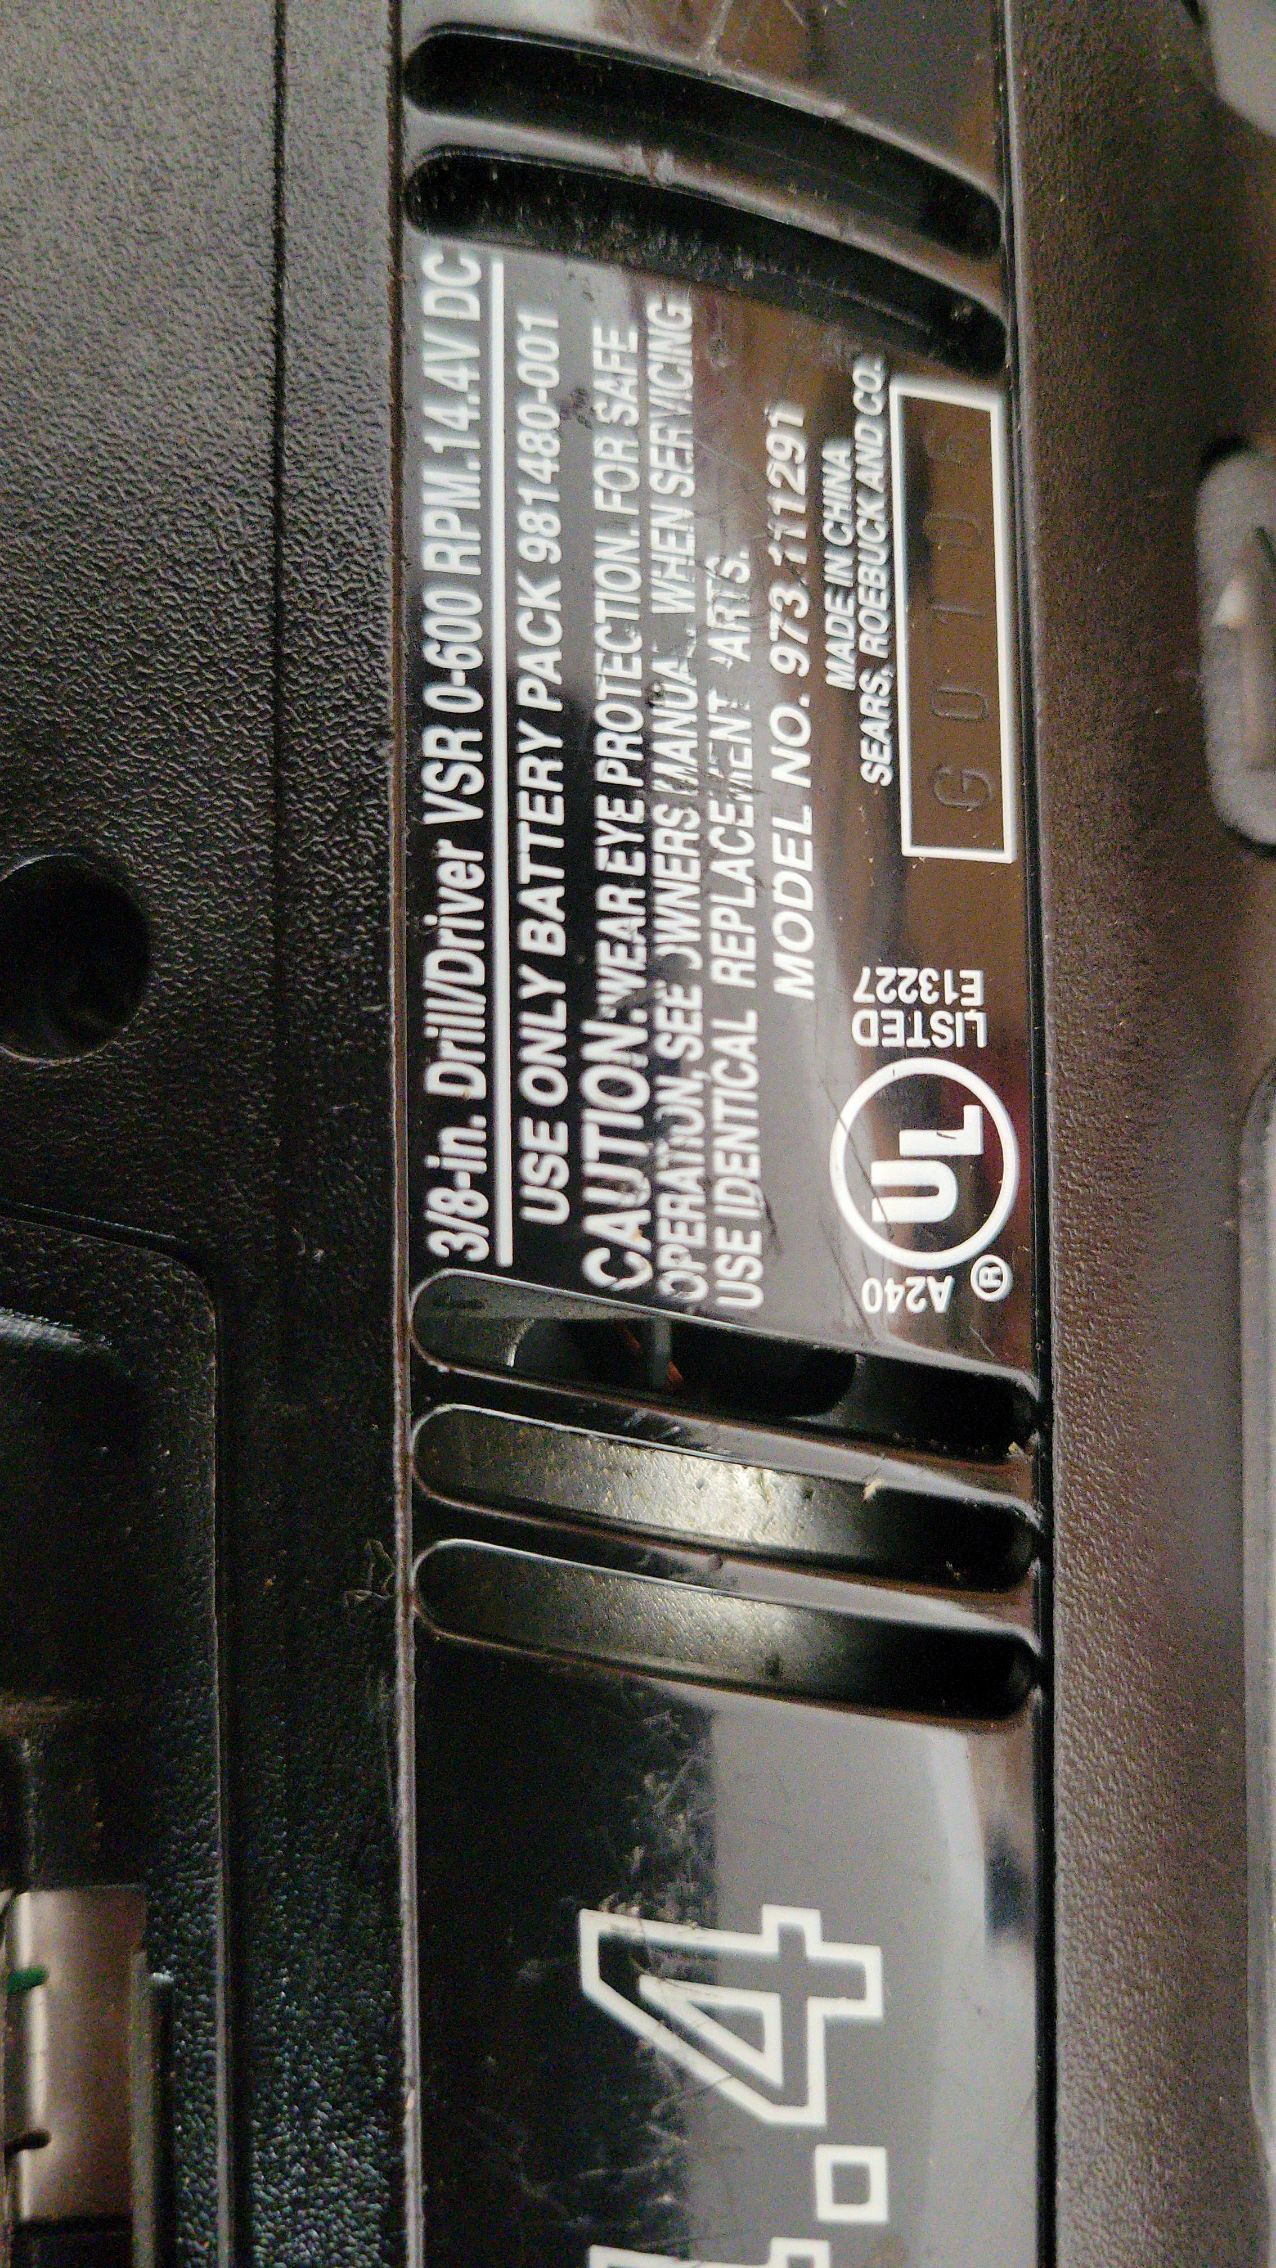 3/8-in. Drill/Driver VSR 0-600 RPM.14.4V DC
USE ONLY BATTERY PACK 981480-001
CAUTION: WEAR EYE PROTECTION. FOR SAFE
OPERATION, SEE OWNERS MANUAL. WHEN SERVICING
USE IDENTICAL REPLACEMENT PARTS.
MODEL NO. 973.111291
MADE IN CHINA
SEARS, ROEBUCK AND CO.
A240
®
UL
LISTED
E13227
.4